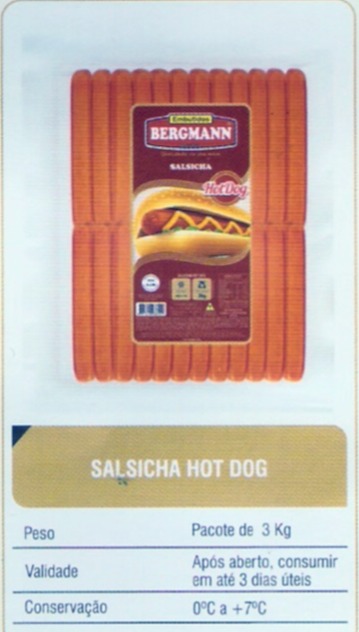 Embutidos
BERGMANN
SALSICHA
Hot Dog
SALSICHA HOT DOG
Peso Pacote de 3 Kg
Validade Após aberto, consumir
em até 3 dias úteis
Conservação 0ºC a +7ºC